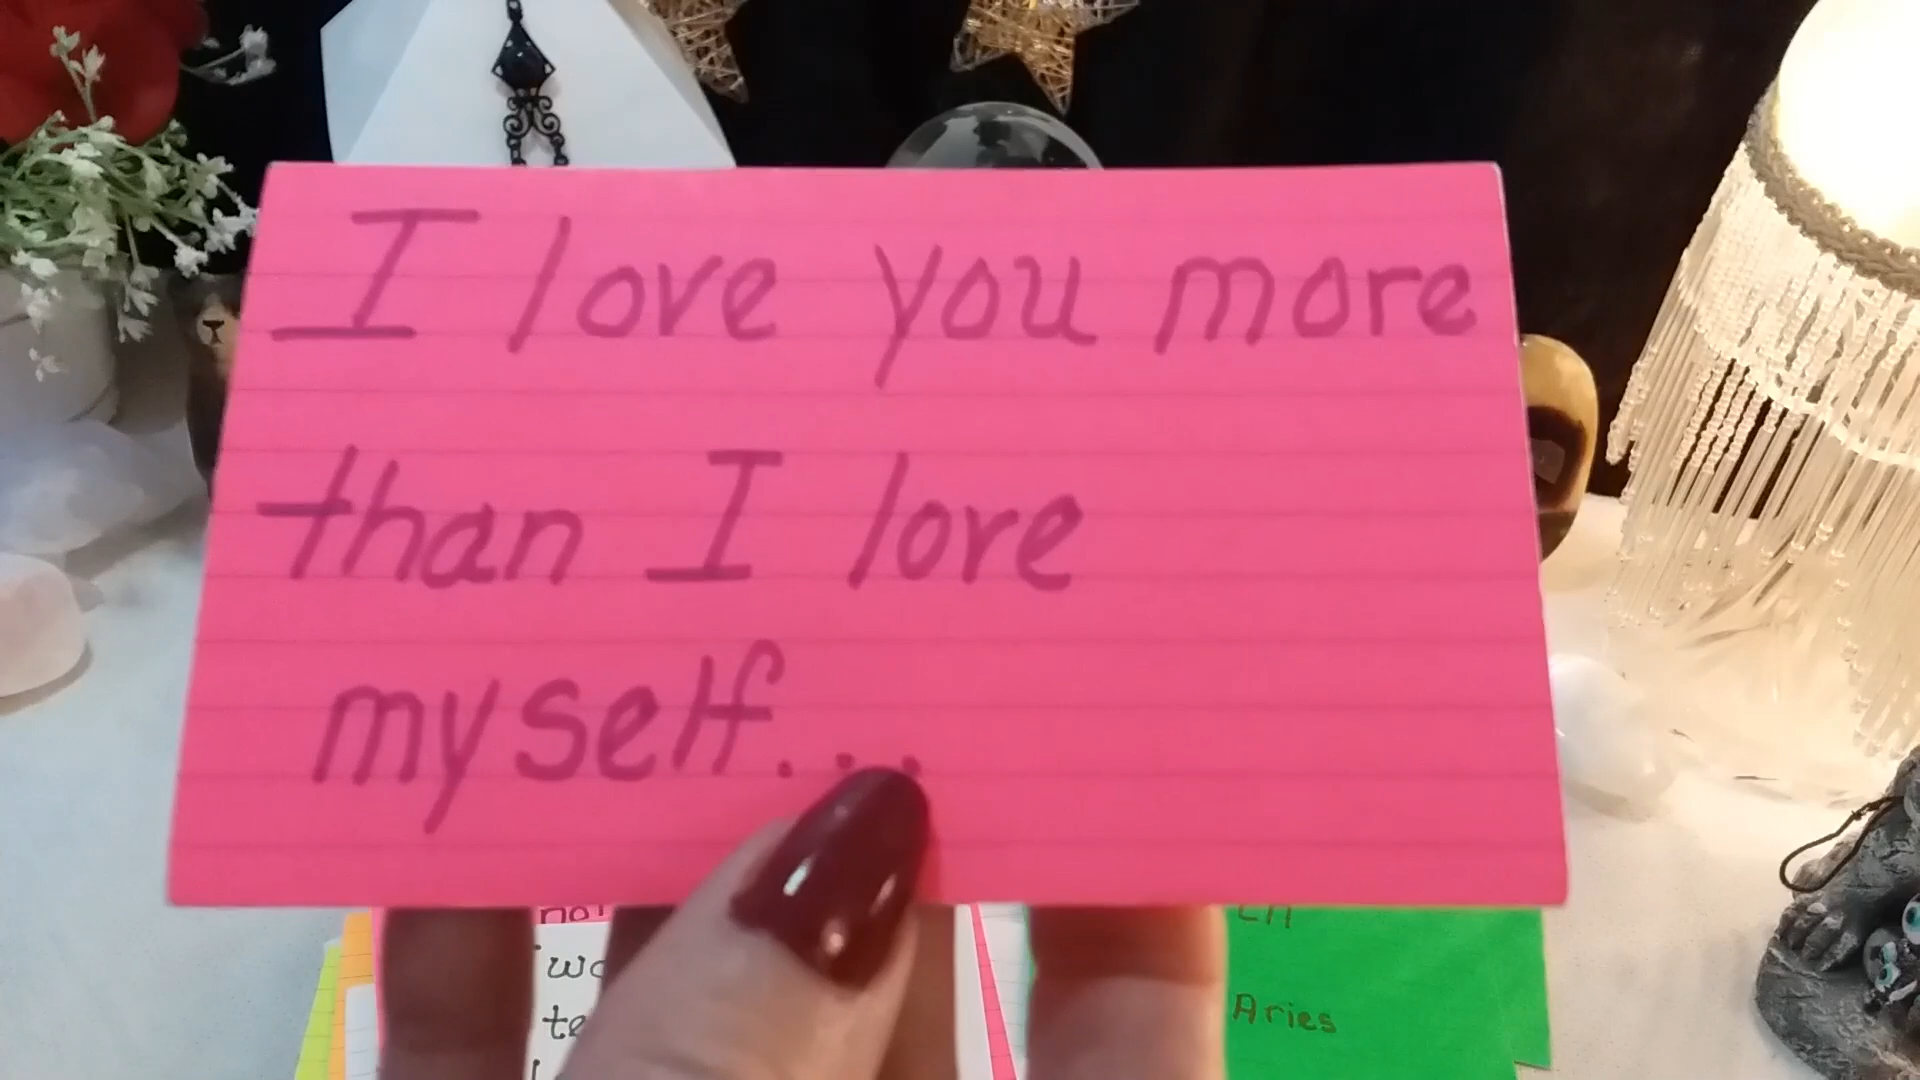 I love you more
than I love
myself...
Aries